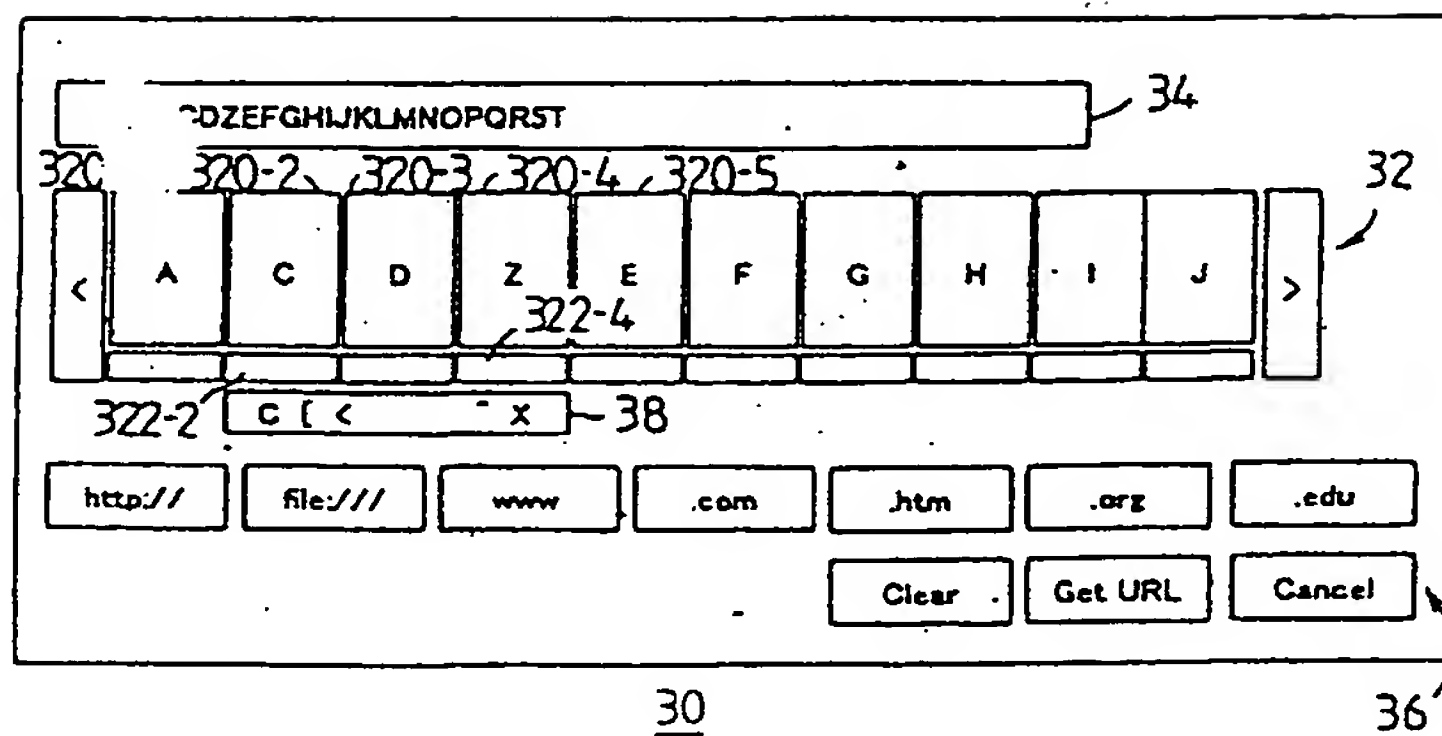 DZEFGHIJKLMNOPQRST 34
320 320-2 320-3 320-4 320-5 32
< A C D Z E F G H I J >
322-4
322-2 C [ < X 38
http:// file:/// www .com .htm .org .edu
Clear Get URL Cancel
30 36